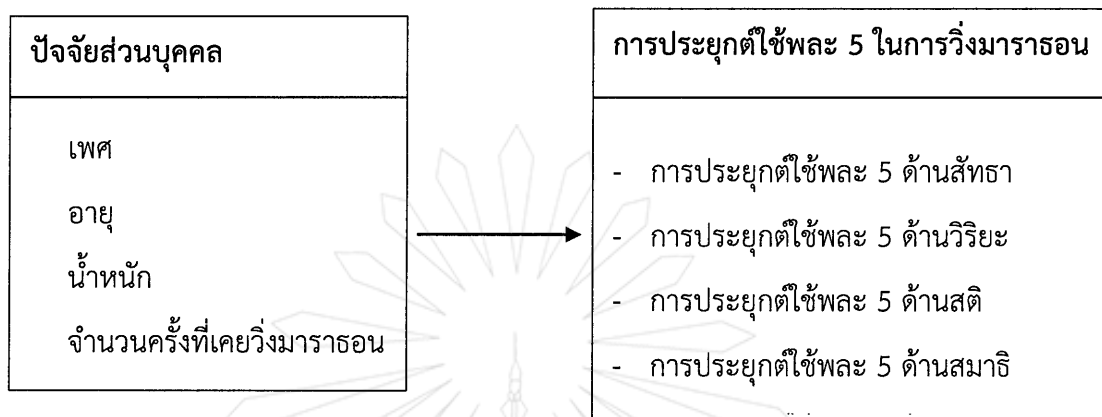 ปัจจัยส่วนบุคคล
เพศ
อายุ
น้ำหนัก
จำนวนครั้งที่เคยวิ่งมาราธอน
การประยุกต์ใช้พละ 5 ในการวิ่งมาราธอน
- การประยุกต์ใช้พละ 5 ด้านสัทธา
- การประยุกต์ใช้พละ 5 ด้านวิริยะ
- การประยุกต์ใช้พละ 5 ด้านสติ
- การประยุกต์ใช้พละ 5 ด้านสมาธิ